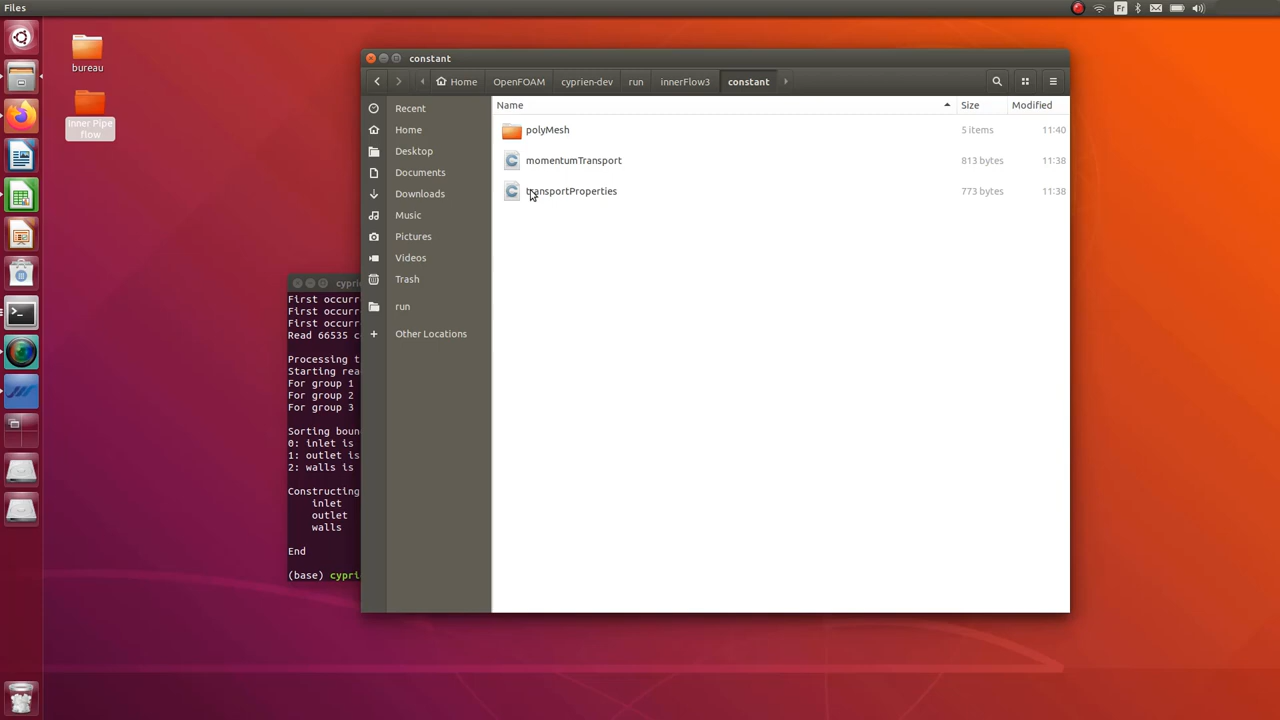 Files
Fr
bureau
Inner Pipe
flow
constant
Home
OpenFOAM
cyprien-dev
run
innerFlow3
constant
Recent
Home
Desktop
Documents
Downloads
Music
Pictures
Videos
Trash
run
Other Locations
Name Size Modified
polyMesh 5 items 11:40
momentumTransport 813 bytes 11:38
transportProperties 773 bytes 11:38
cyprie
First occurr
First occurr
First occurr
Read 66535 c
Processing t
Starting rea
For group 1
For group 2
For group 3
Sorting boun
0: inlet is
1: outlet is
2: walls is
Constructing
inlet
outlet
walls
End
(base) cypri